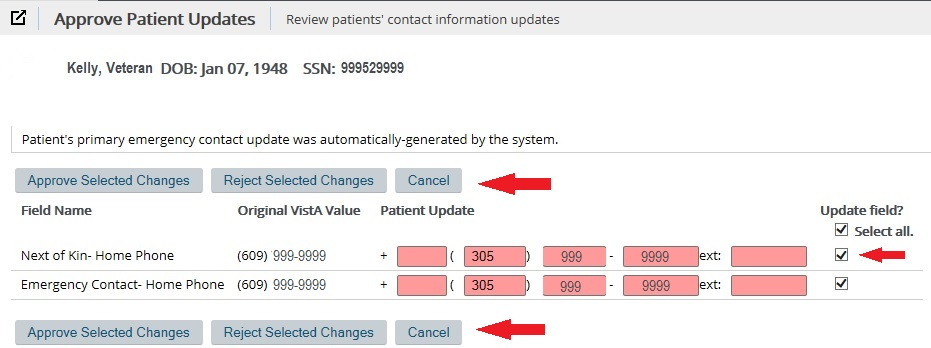 Approve Patient Updates Review patients' contact information updates
Kelly, Veteran DOB: Jan 07, 1948 SSN: 999529999
Patient's primary emergency contact update was automatically-generated by the system.
Approve Selected Changes Reject Selected Changes Cancel
Field Name Original VistA Value Patient Update Update field?
Select all.
Next of Kin- Home Phone (609) 999-9999 + ( 305 ) 999 - 9999 ext:
Emergency Contact- Home Phone (609) 999-9999 + ( 305 ) 999 - 9999 ext:
Approve Selected Changes Reject Selected Changes Cancel